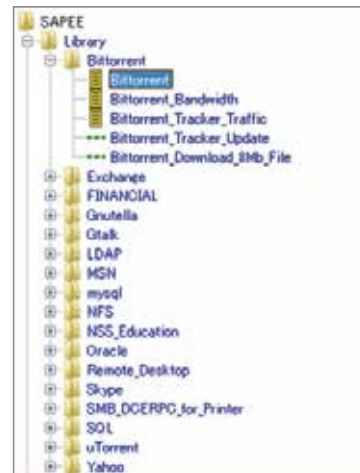 SAPEE
Library
Bittorrent
Bittorrent
Bittorrent_Bandwidth
Bittorrent_Tracker_Traffic
Bittorrent_Tracker_Update
Bittorrent_Download_8Mb_File
Exchange
FINANCIAL
Gnutella
Gtalk
LDAP
MSN
mysql
NFS
NSS_Education
Oracle
Remote_Desktop
Skype
SMB_DCERPC_for_Printer
SQL
uTorrent
Yahoo